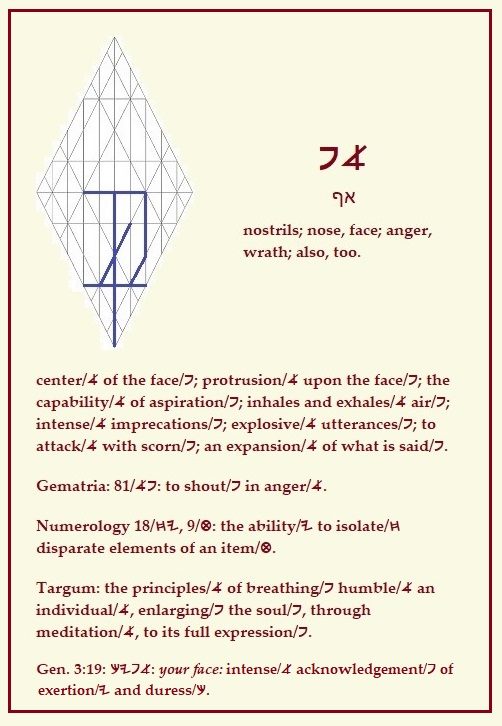 𐤀𐤐
אף
nostrils; nose, face; anger,
wrath; also, too.
center/𐤀 of the face/𐤐; protrusion/𐤀 upon the face/𐤐; the
capability/𐤀 of aspiration/𐤐; inhales and exhales/𐤀 air/𐤐;
intense/𐤀 imprecations/𐤐; explosive/𐤀 utterances/𐤐; to
attack/𐤀 with scorn/𐤐; an expansion/𐤀 of what is said/𐤐.
Gematria: 81/𐤐𐤀: to shout/𐤐 in anger/𐤀.
Numerology 18/𐤉𐤇, 9/𐤈: the ability/𐤉 to isolate/𐤇
disparate elements of an item/𐤈.
Targum: the principles/𐤀 of breathing/𐤐 humble/𐤀 an
individual/𐤀, enlarging/𐤐 the soul/𐤐, through
meditation/𐤀, to its full expression/𐤐.
Gen. 3:19: 𐤀𐤐𐤉𐤊: your face: intense/𐤀 acknowledgement/𐤐 of
exertion/𐤉 and duress/𐤊.